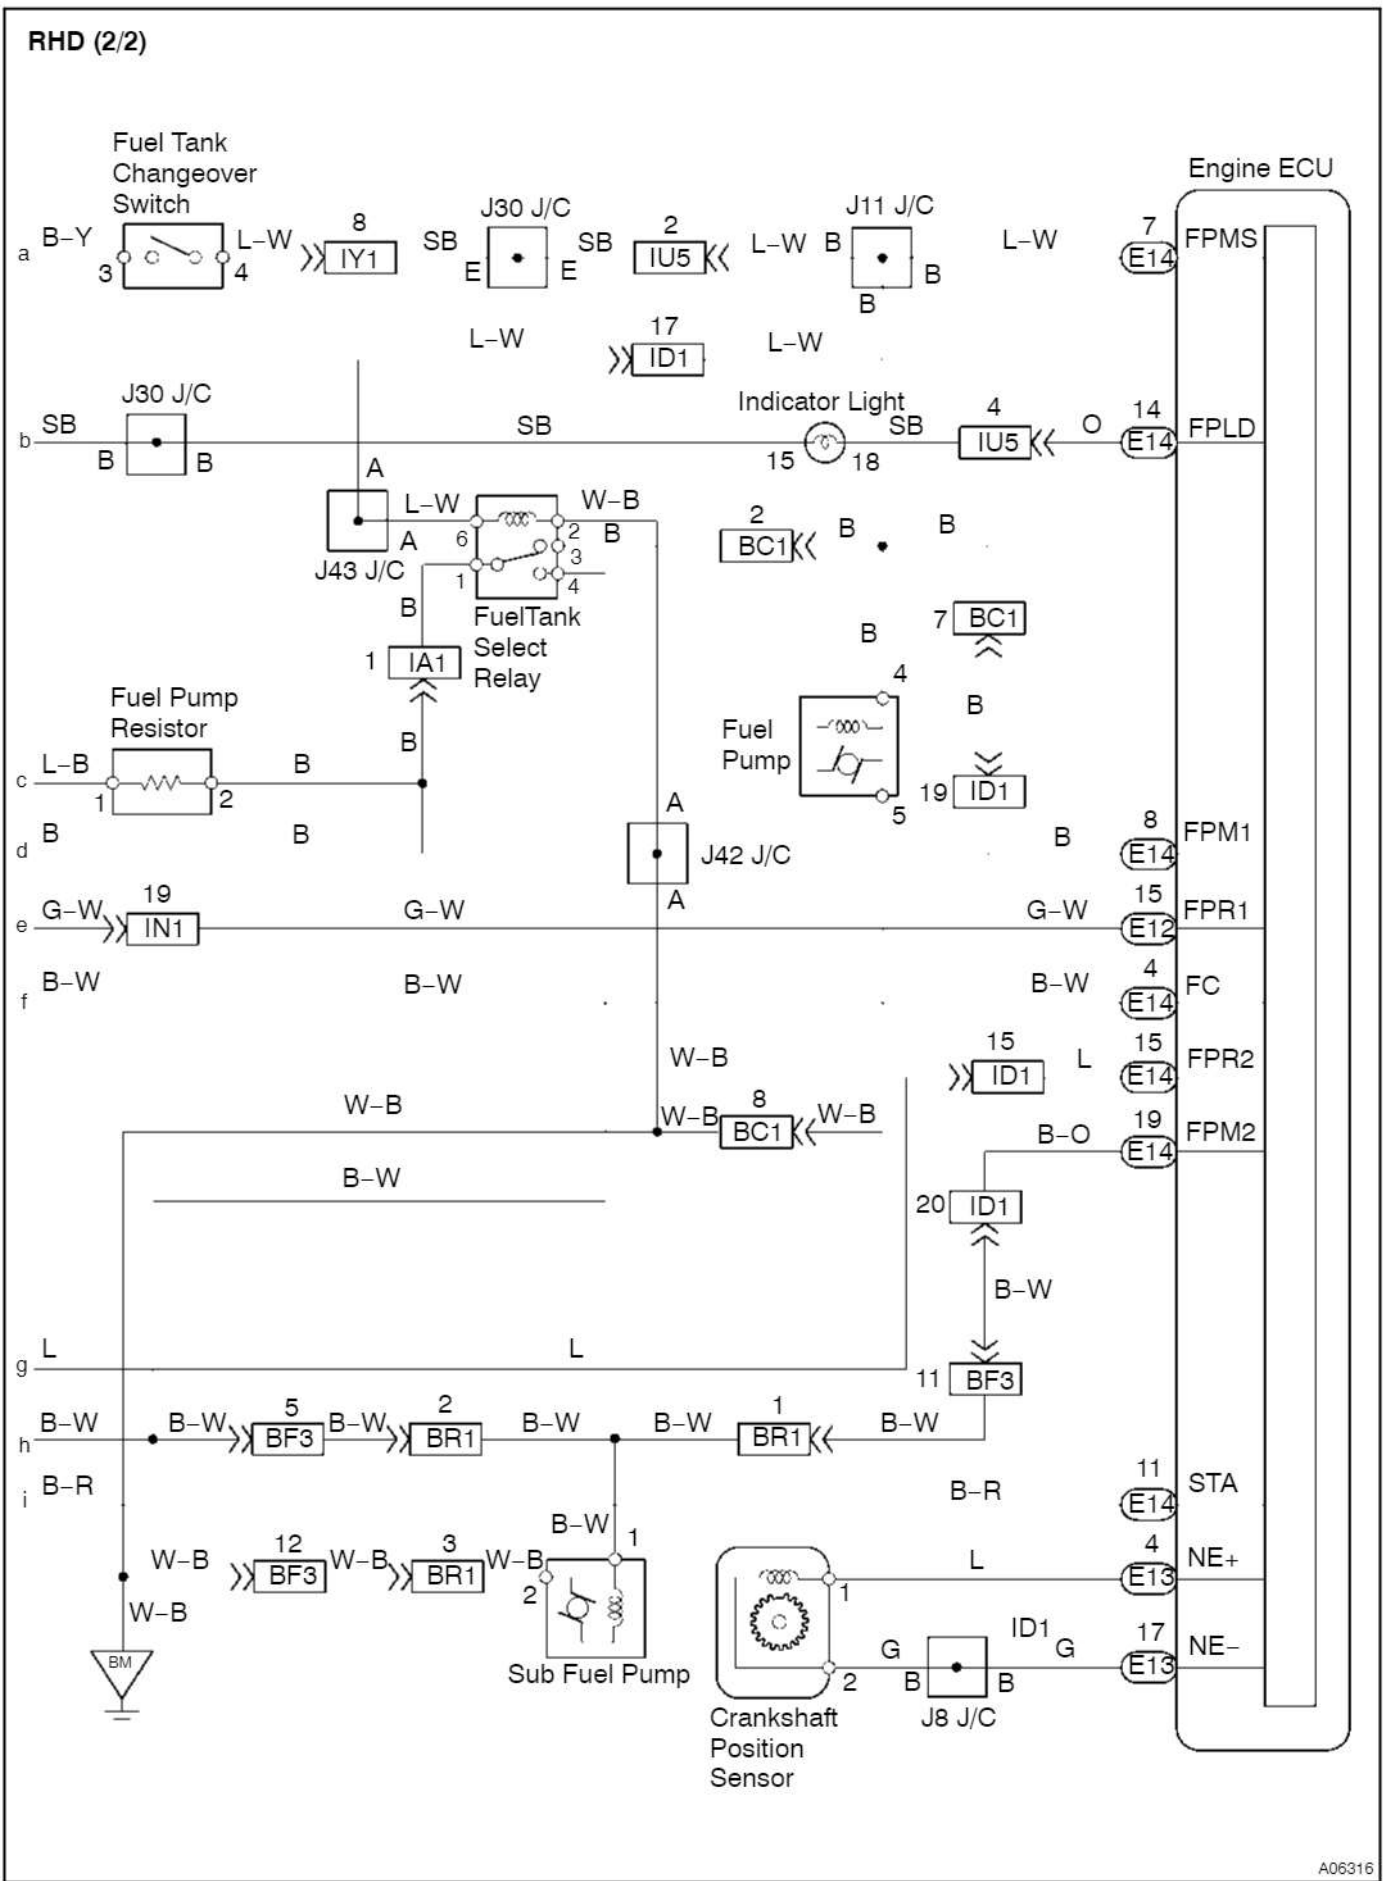 RHD (2/2)
Fuel Tank
Changeover
Switch
Engine ECU
a
B–Y
3
4
L–W
8
IY1
SB
J30 J/C
E
E
SB
2
IU5
L–W
J11 J/C
B
B
B
L–W
7
E14
FPMS
L–W
17
ID1
L–W
J30 J/C
b
SB
B
B
SB
Indicator Light
15
18
SB
4
IU5
O
14
E14
FPLD
A
L–W
A
J43 J/C
6
1
2
3
4
W–B
B
FuelTank
Select
Relay
2
BC1
B
B
B
1
IA1
B
7
BC1
B
4
Fuel
Pump
5
B
19
ID1
Fuel Pump
Resistor
c
L–B
1
2
B
B
d
B
B
A
J42 J/C
A
B
8
E14
FPM1
e
G–W
19
IN1
G–W
G–W
15
E12
FPR1
f
B–W
B–W
B–W
4
E14
FC
W–B
15
ID1
L
15
E14
FPR2
W–B
W–B
8
BC1
W–B
B–O
19
E14
FPM2
B–W
20
ID1
B–W
g
L
L
11
BF3
h
B–W
B–W
5
BF3
B–W
2
BR1
B–W
B–W
1
BR1
B–W
i
B–R
B–R
11
E14
STA
B–W
1
W–B
12
BF3
W–B
3
BR1
W–B
2
Sub Fuel Pump
W–B
BM
L
1
4
E13
NE+
ID1
2
G
B
B
G
17
E13
NE–
J8 J/C
Crankshaft
Position
Sensor
A06316